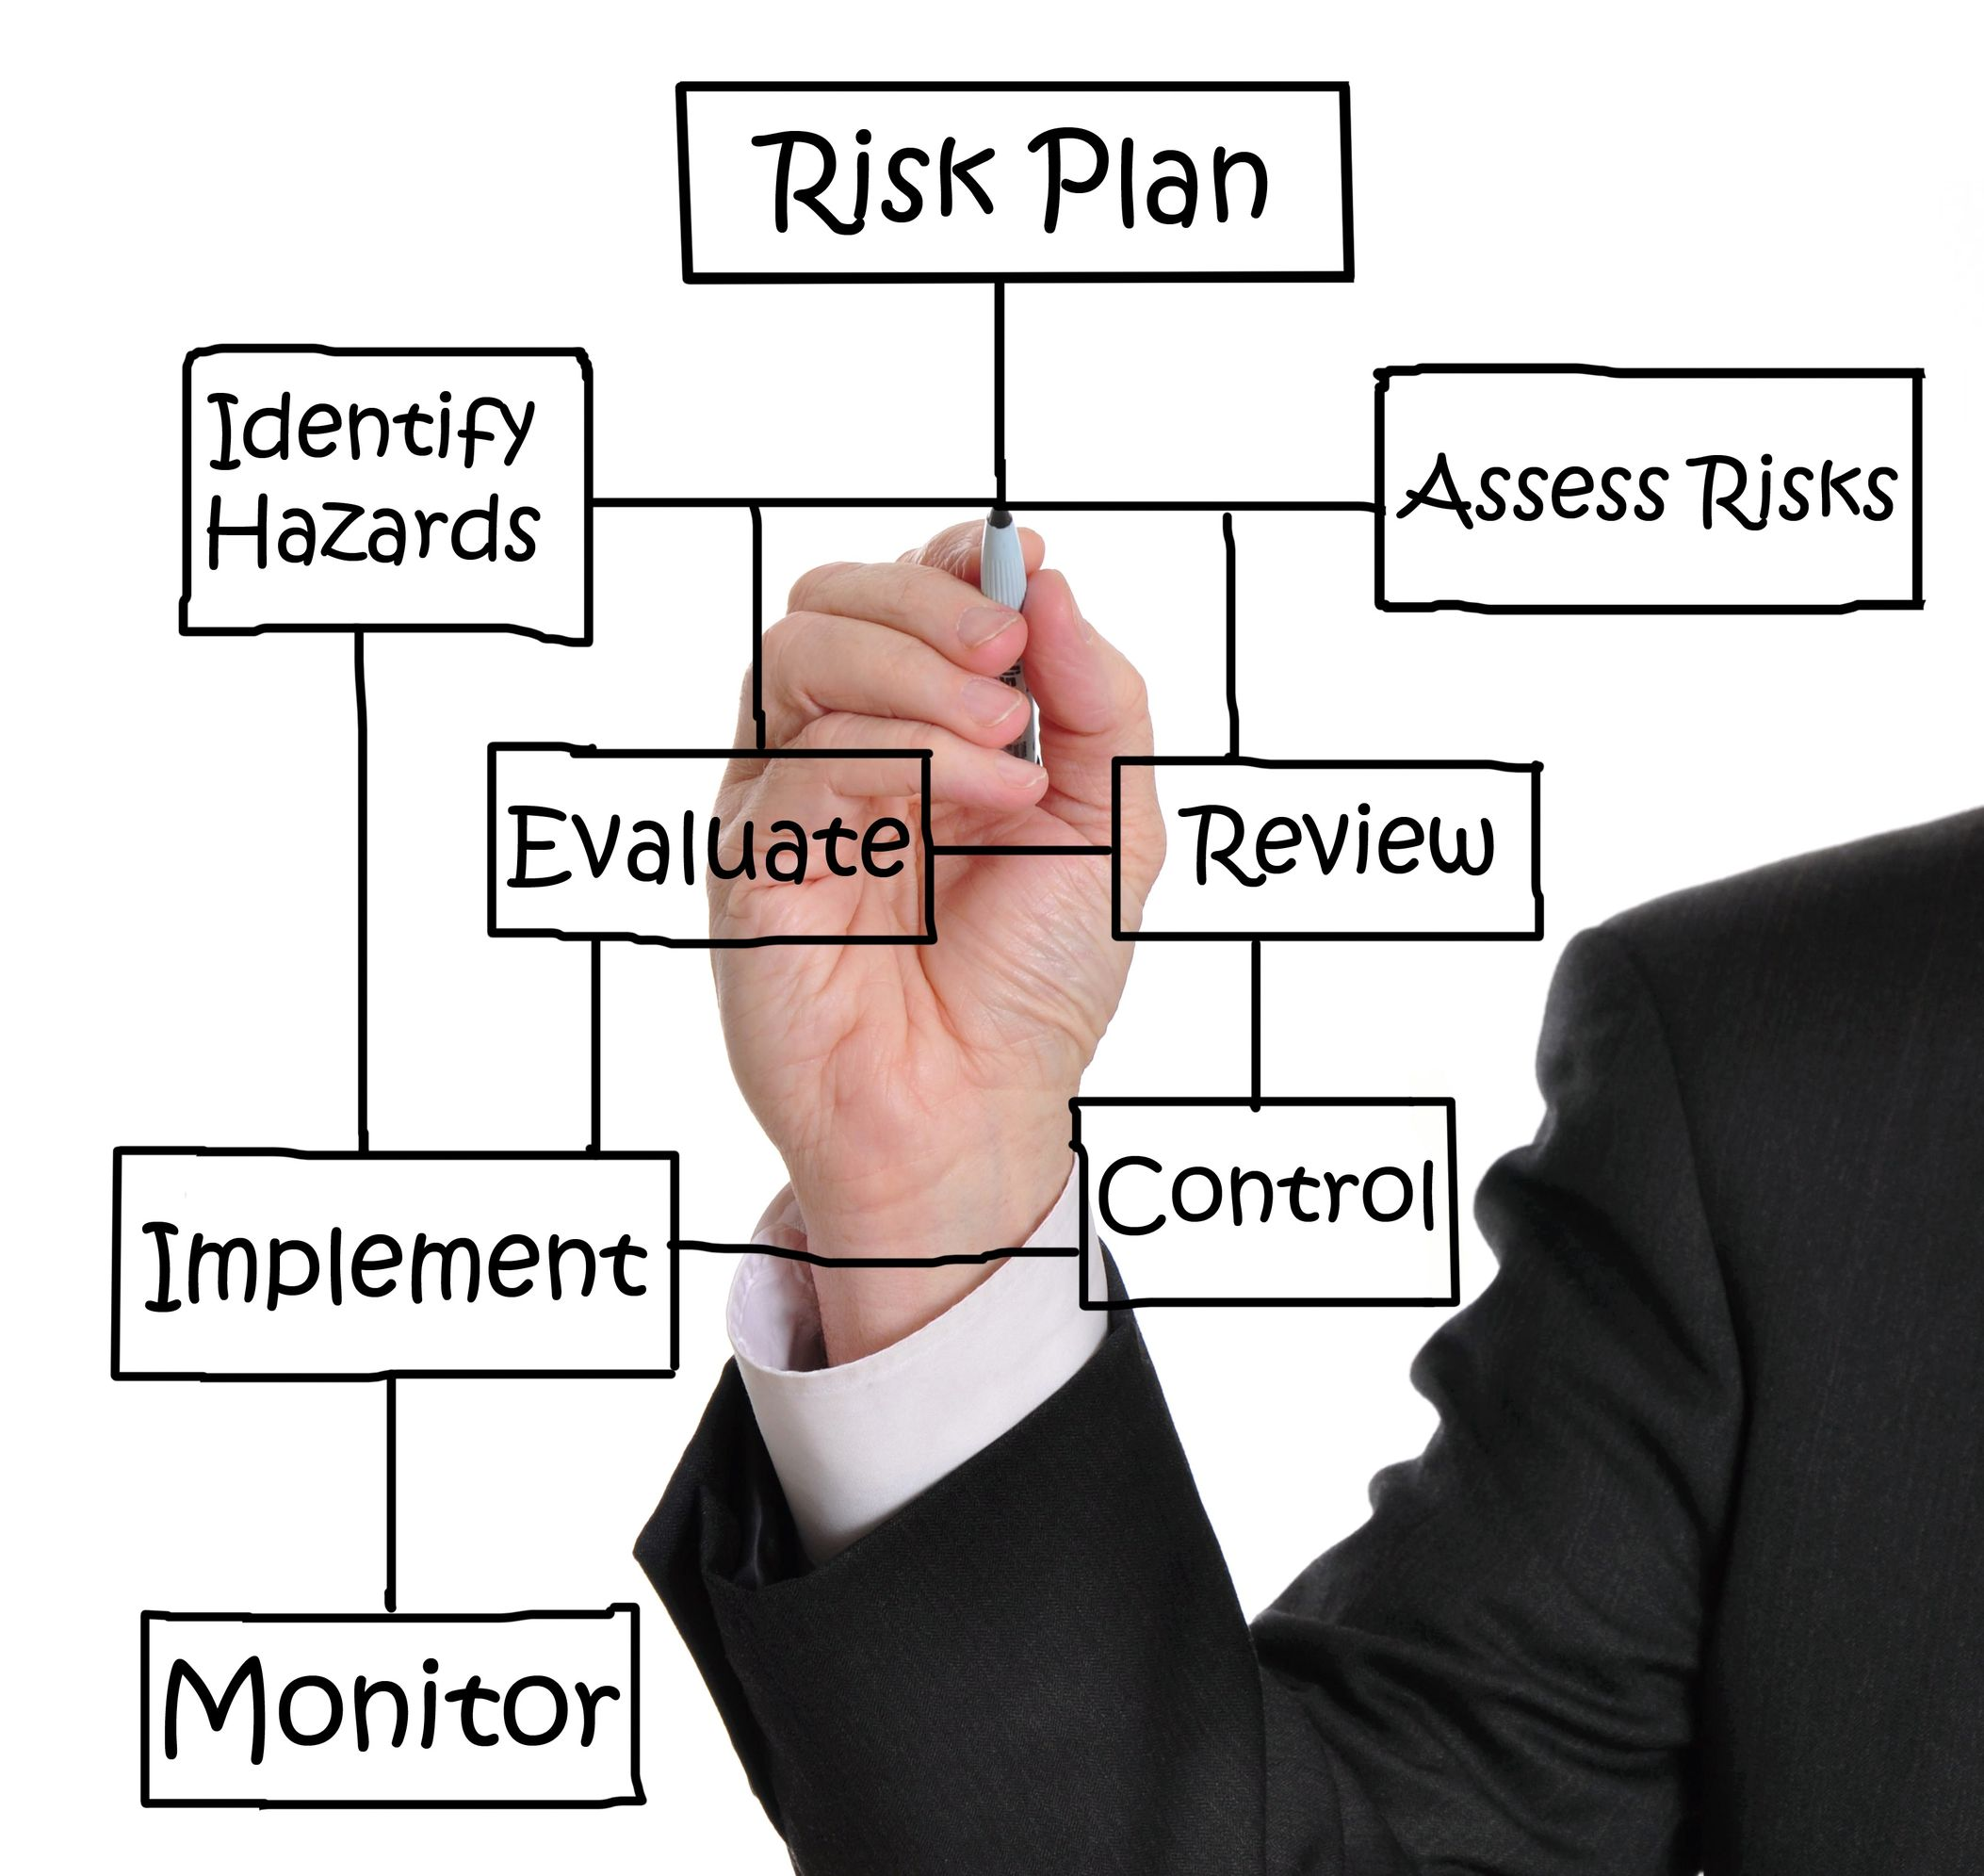 Risk Plan
Identify
Hazards
Assess Risks
Evaluate
Review
Control
Implement
Monitor